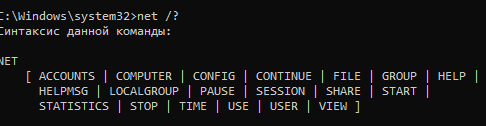 C:\Windows\system32>net /?
Синтаксис данной команды:
NET
[ ACCOUNTS | COMPUTER | CONFIG | CONTINUE | FILE | GROUP | HELP |
HELPMSG | LOCALGROUP | PAUSE | SESSION | SHARE | START |
STATISTICS | STOP | TIME | USE | USER | VIEW ]